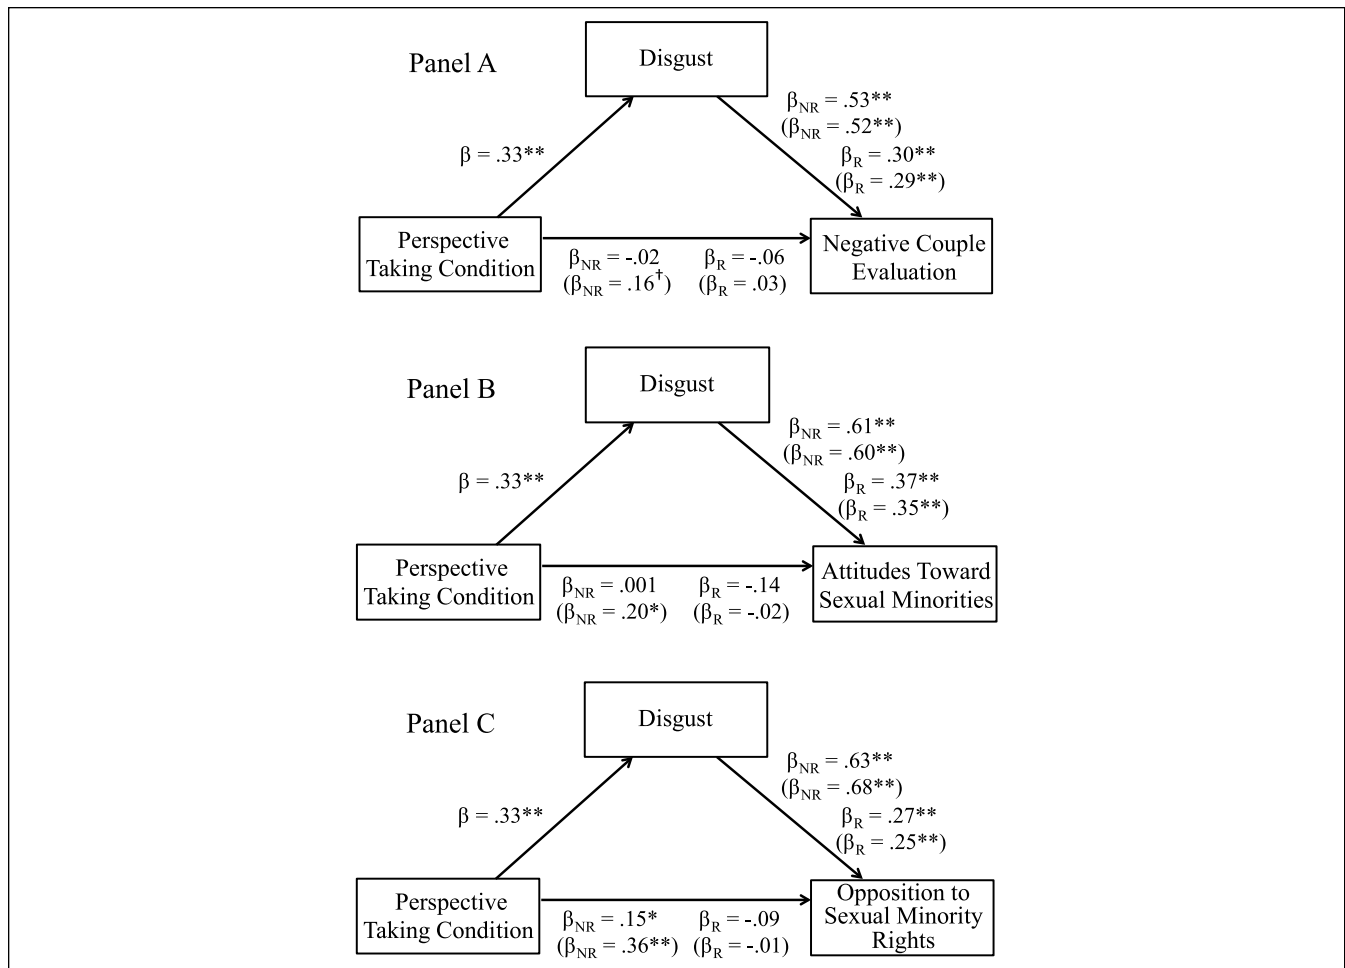 Panel A
Disgust
β = .33**
βNR = .53**
(βNR = .52**)
βR = .30**
(βR = .29**)
Perspective
Taking Condition
βNR = -.02
(βNR = .16†)
βR = -.06
(βR = .03)
Negative Couple
Evaluation
Panel B
Disgust
β = .33**
βNR = .61**
(βNR = .60**)
βR = .37**
(βR = .35**)
Perspective
Taking Condition
βNR = .001
(βNR = .20*)
βR = -.14
(βR = -.02)
Attitudes Toward
Sexual Minorities
Panel C
Disgust
β = .33**
βNR = .63**
(βNR = .68**)
βR = .27**
(βR = .25**)
Perspective
Taking Condition
βNR = .15*
(βNR = .36**)
βR = -.09
(βR = -.01)
Opposition to
Sexual Minority
Rights